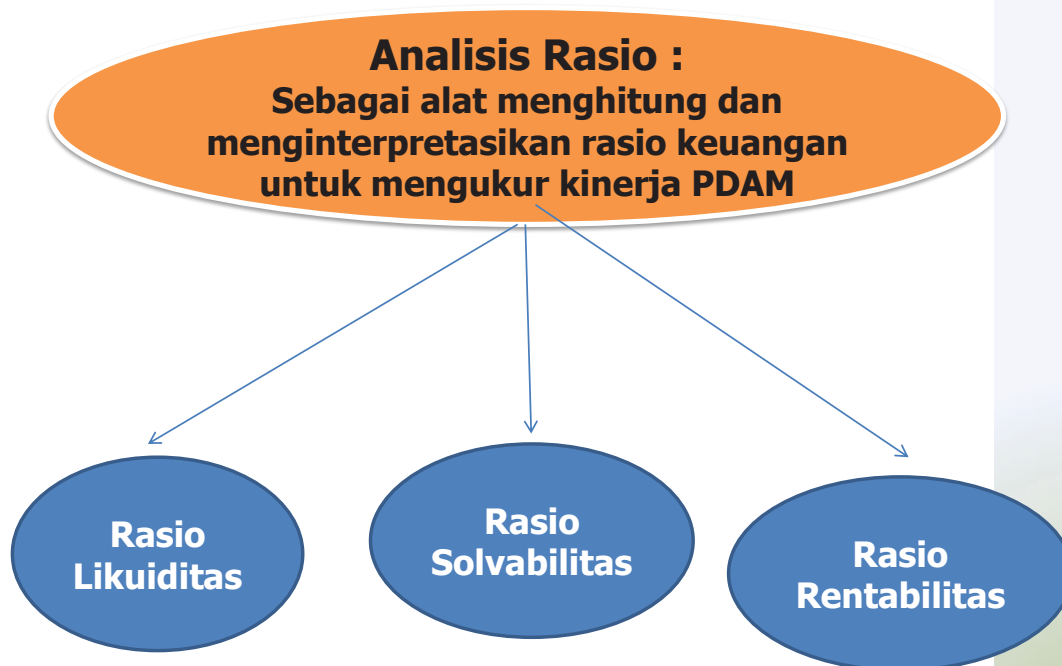 Analisis Rasio :
Sebagai alat menghitung dan
menginterpretasikan rasio keuangan
untuk mengukur kinerja PDAM
Rasio
Likuiditas
Rasio
Solvabilitas
Rasio
Rentabilitas